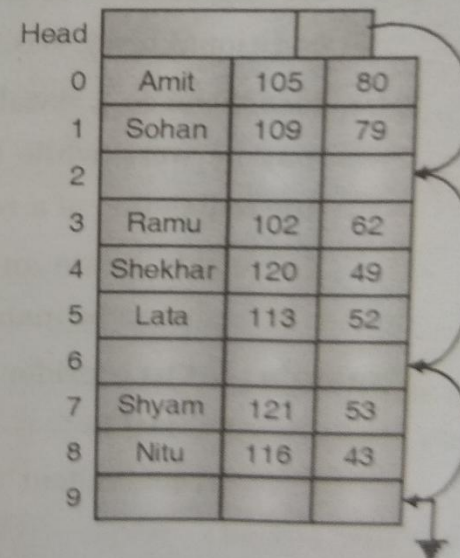 Head
0 Amit 105 80
1 Sohan 109 79
2
3 Ramu 102 62
4 Shekhar 120 49
5 Lata 113 52
6
7 Shyam 121 53
8 Nitu 116 43
9